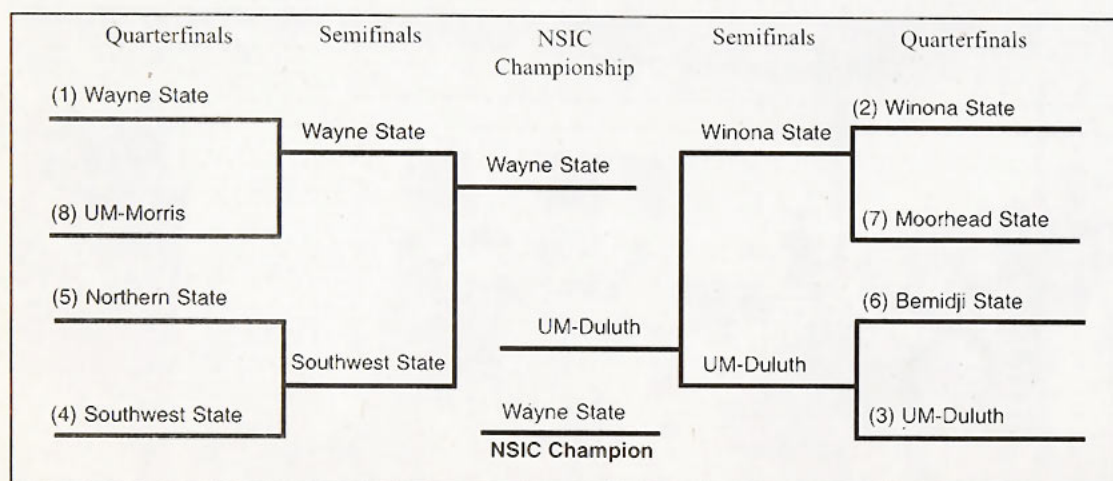 Quarterfinals Semifinals NSIC Semifinals Quarterfinals
Championship
(1) Wayne State
Wayne State
Wayne State
(8) UM-Morris
(5) Northern State
Southwest State
(4) Southwest State
(2) Winona State
Winona State
(7) Moorhead State
(6) Bemidji State
UM-Duluth
UM-Duluth
(3) UM-Duluth
Wayne State
NSIC Champion